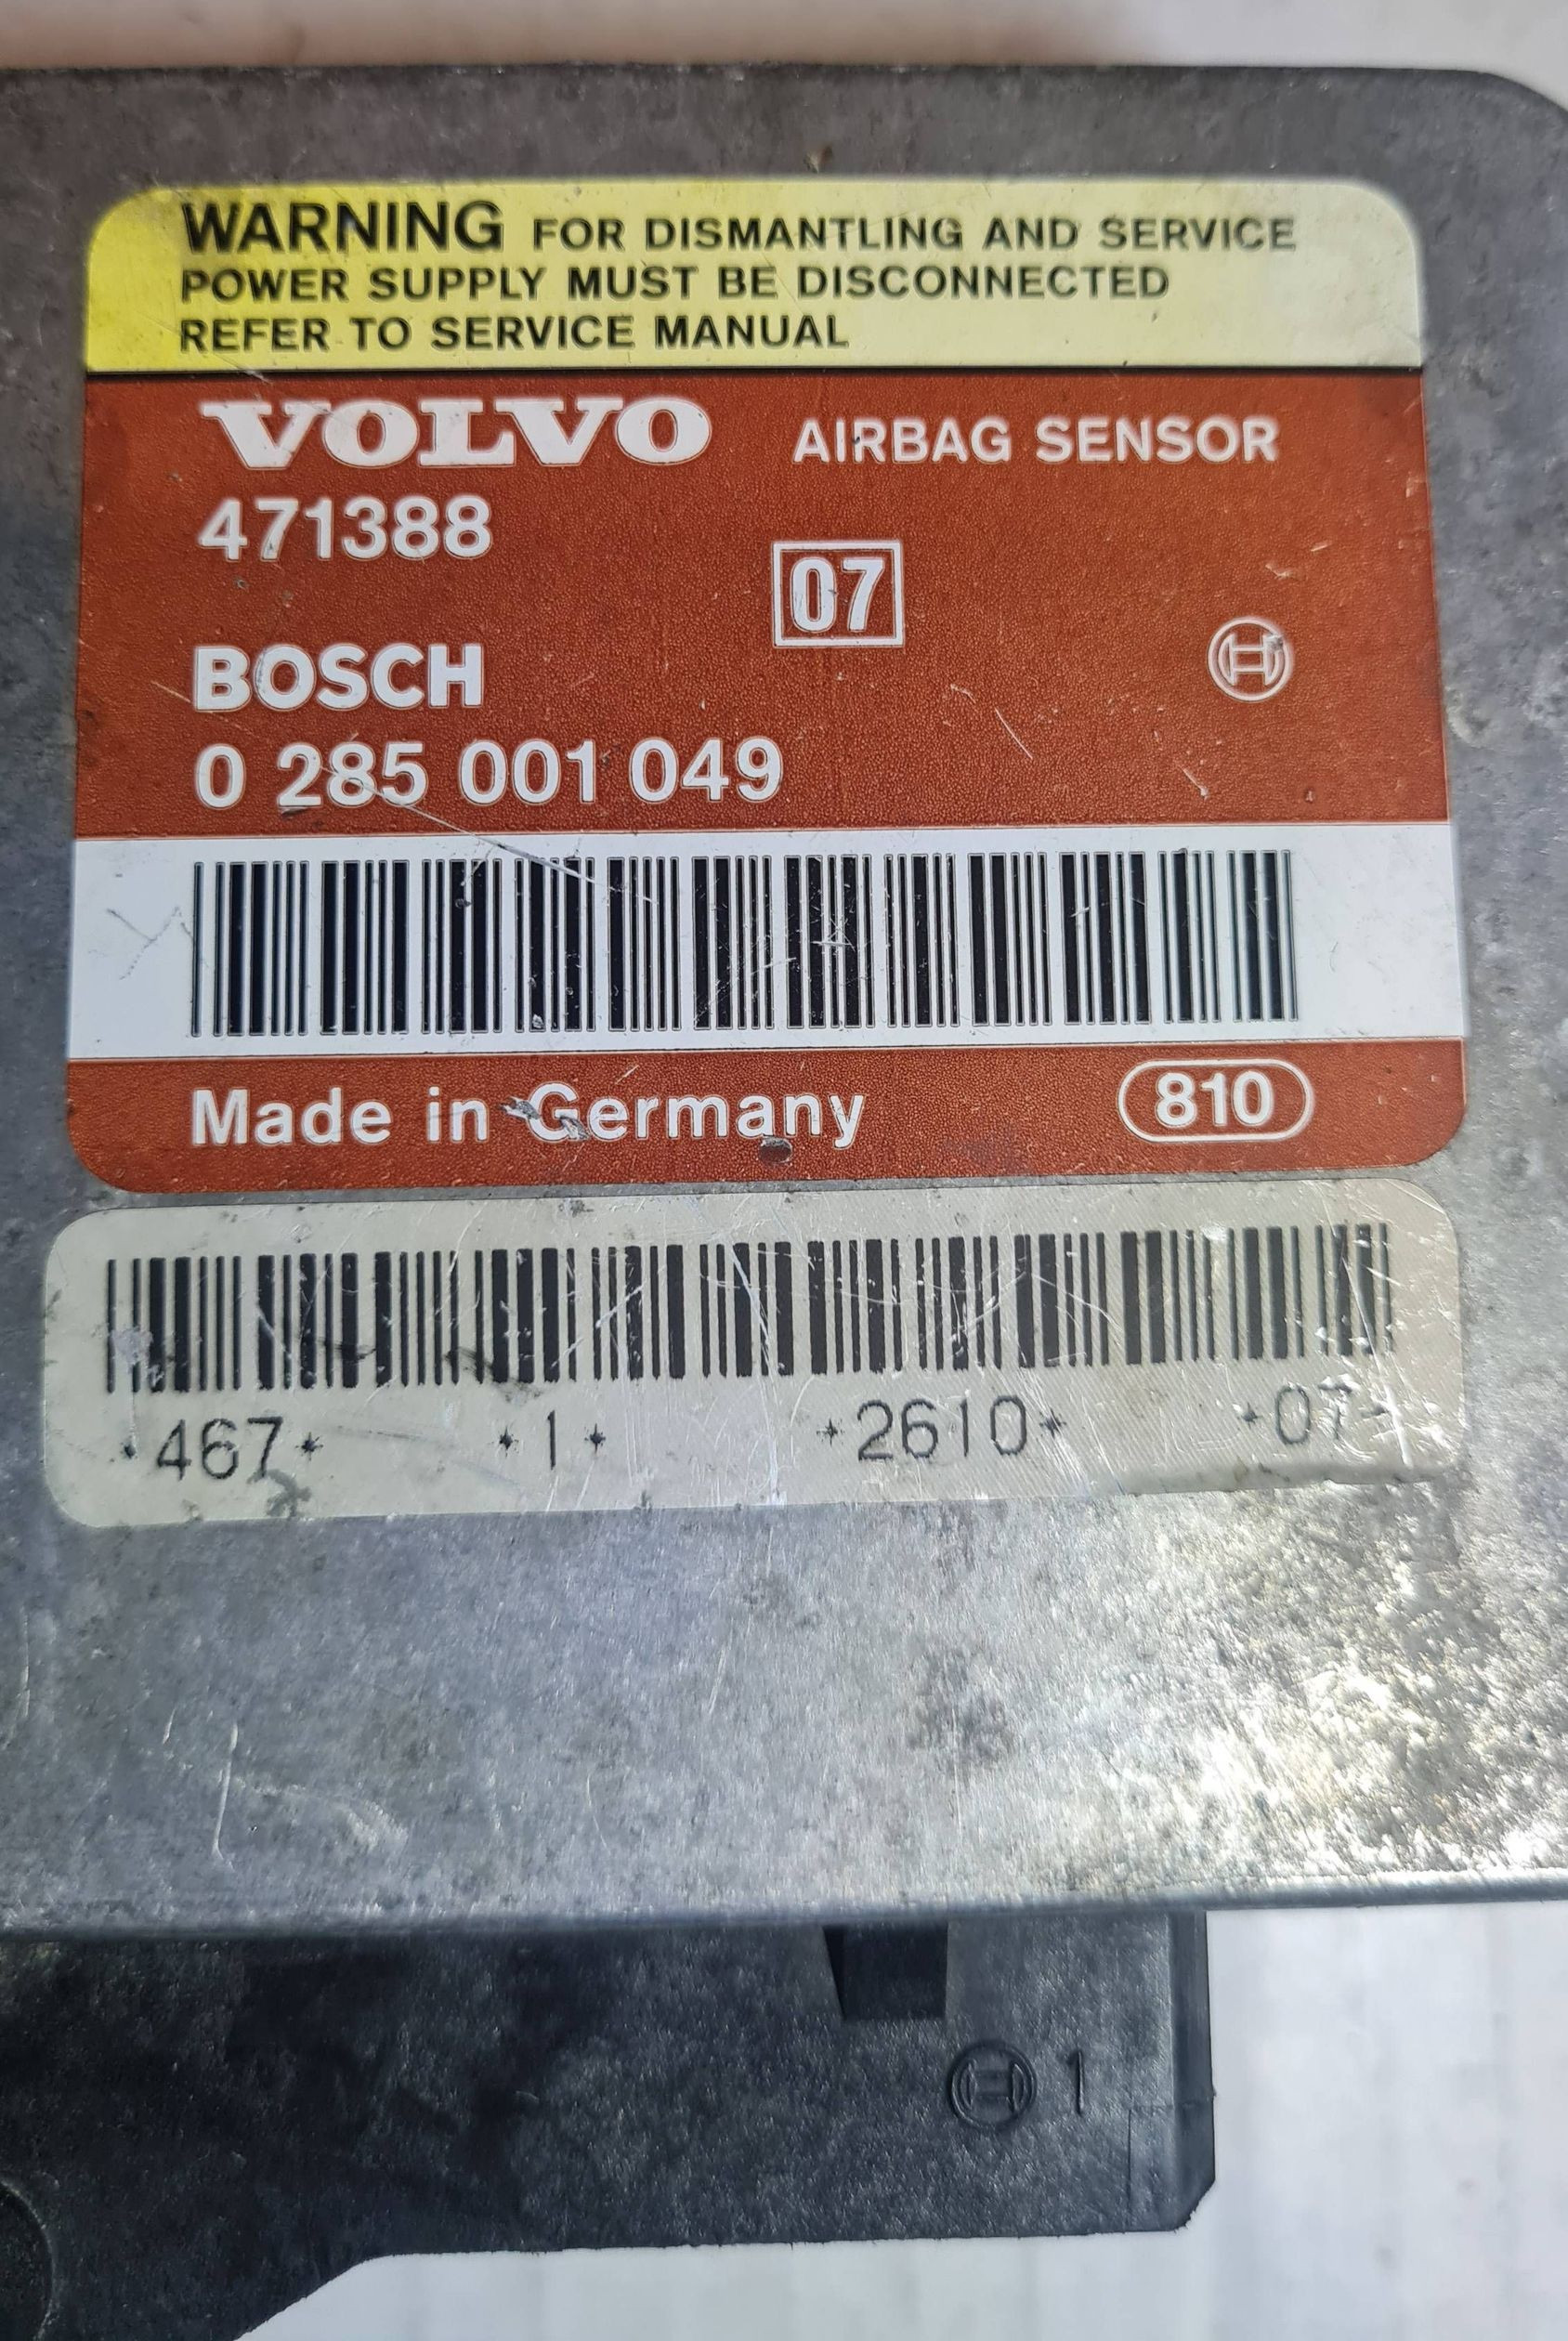 WARNING FOR DISMANTLING AND SERVICE
POWER SUPPLY MUST BE DISCONNECTED
REFER TO SERVICE MANUAL
VOLVO AIRBAG SENSOR
471388
07
BOSCH
0 285 001 049
Made in Germany 810
*467* *1* *2610* *07*
1